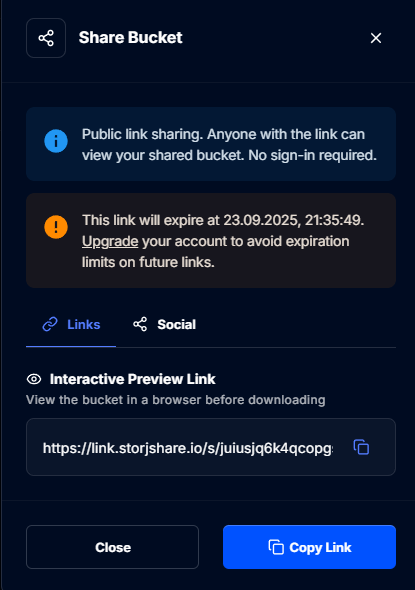 Share Bucket
Public link sharing. Anyone with the link can
view your shared bucket. No sign-in required.
This link will expire at 23.09.2025, 21:35:49.
Upgrade your account to avoid expiration
limits on future links.
Links
Social
Interactive Preview Link
View the bucket in a browser before downloading
https://link.storjshare.io/s/juiusjq6k4qcopg
Close
Copy Link